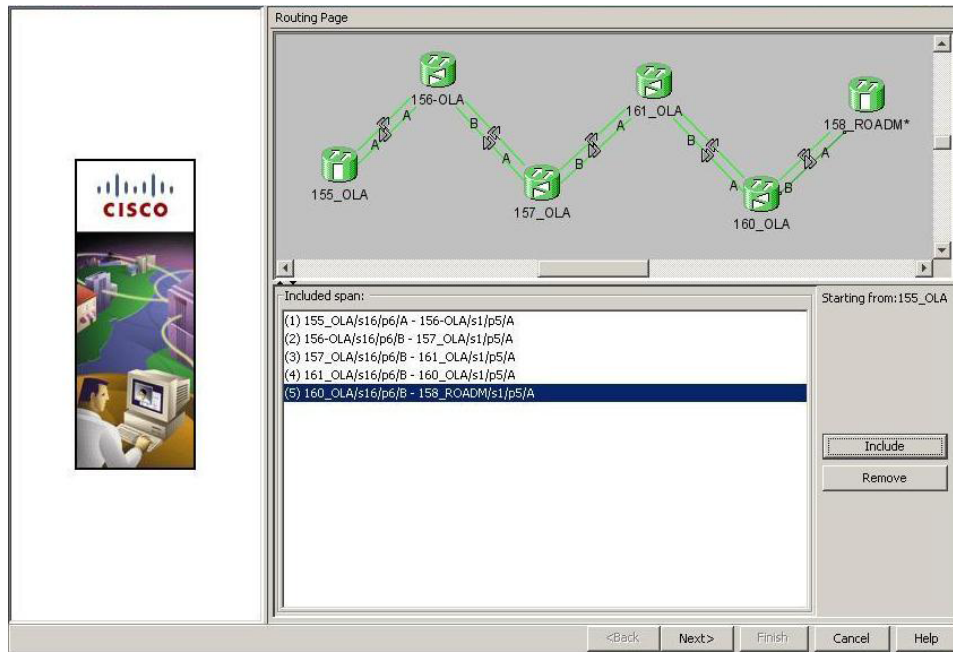 Routing Page
CISCO
156-OLA
161_OLA
158_ROADM*
A
A
B
A
B
A
B
A
A
B
155_OLA
157_OLA
160_OLA
Included span:
Starting from:155_OLA
(1) 155_OLA/s16/p6/A - 156-OLA/s1/p5/A
(2) 156-OLA/s16/p6/B - 157_OLA/s1/p5/A
(3) 157_OLA/s16/p6/B - 161_OLA/s1/p5/A
(4) 161_OLA/s16/p6/B - 160_OLA/s1/p5/A
(5) 160_OLA/s16/p6/B - 158_ROADM/s1/p5/A
Include
Remove
<Back
Next>
Finish
Cancel
Help